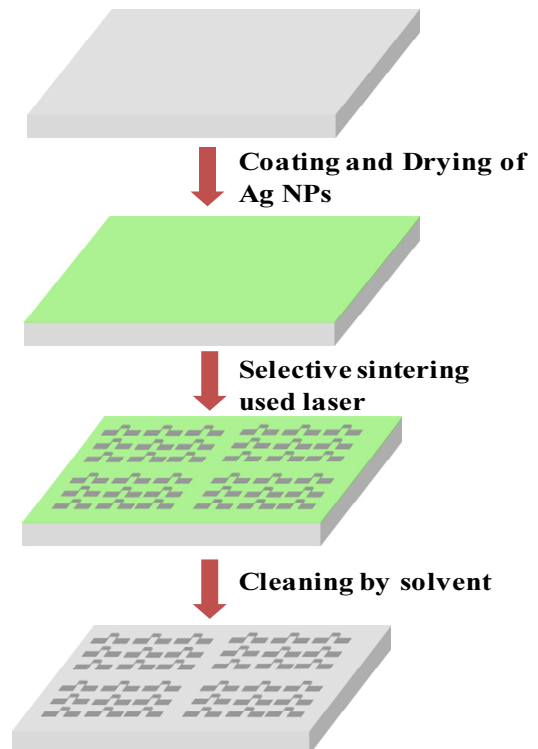 Coating and Drying of
Ag NPs
Selective sintering
used laser
Cleaning by solvent